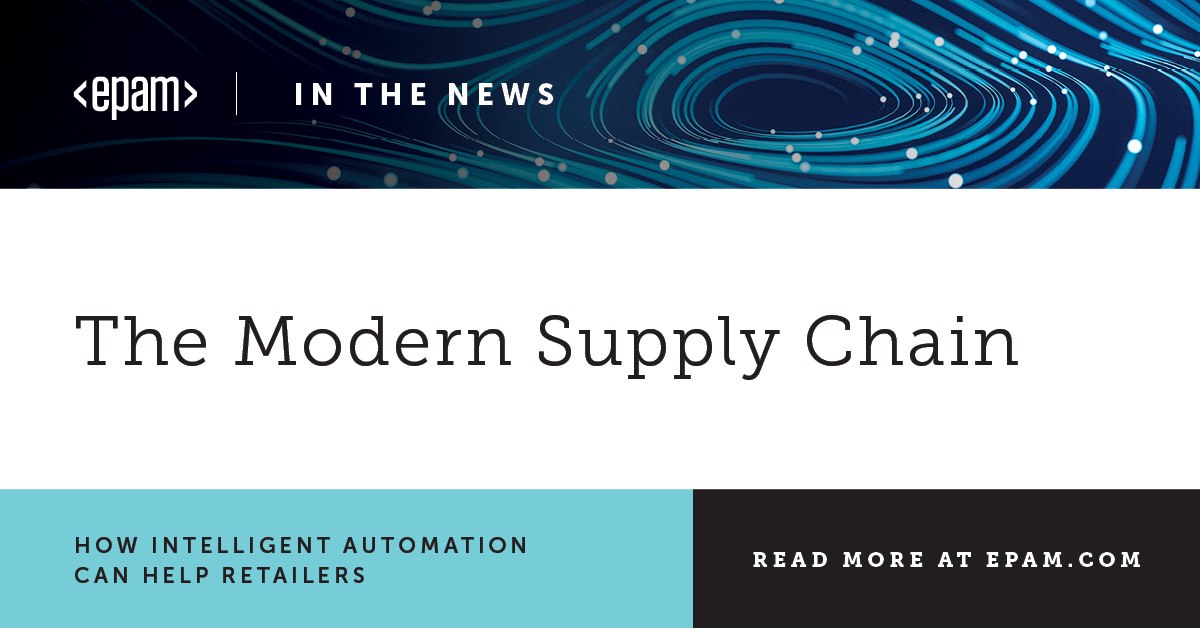 <epam> | IN THE NEWS
The Modern Supply Chain
HOW INTELLIGENT AUTOMATION
CAN HELP RETAILERS
READ MORE AT EPAM.COM